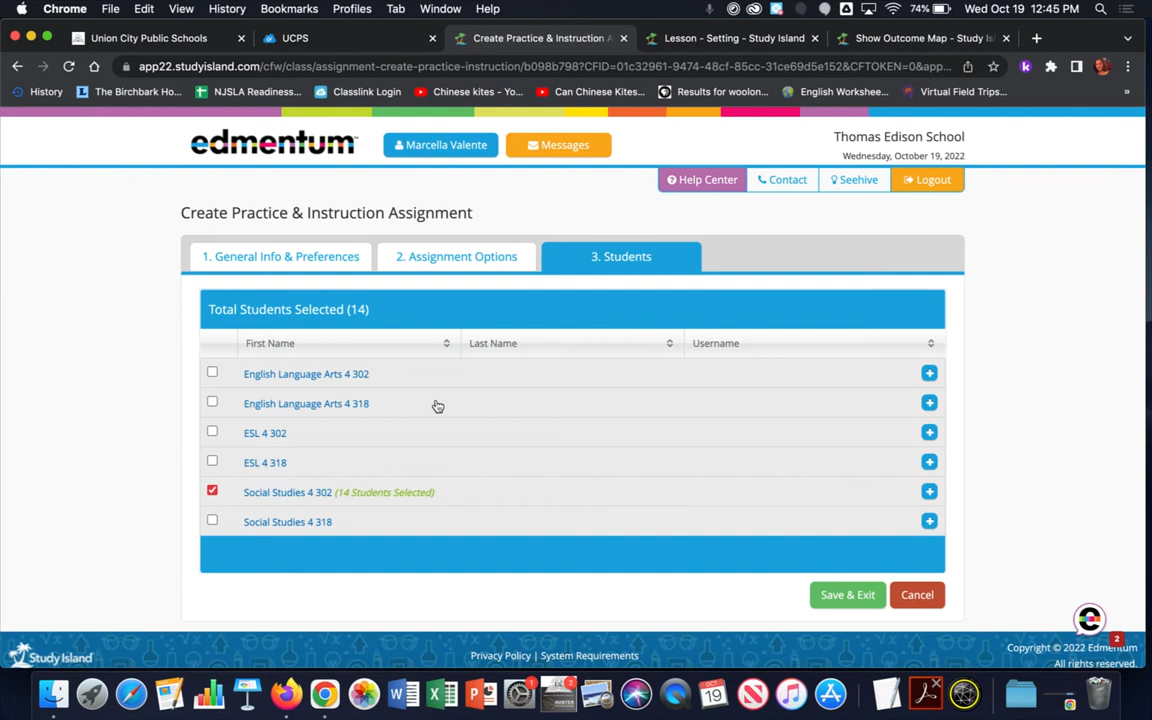 Chrome File Edit View History Bookmarks Profiles Tab Window Help 74% Wed Oct 19 12:45 PM
Union City Public Schools UCPS Create Practice & Instruction A Lesson - Setting - Study Island Show Outcome Map - Study Is
app22.studyisland.com/cfw/class/assignment-create-practice-instruction/b098b798?CFID=01c32961-9474-48cf-85cc-31ce69d5e152&CFTOKEN=0&app...
History The Birchbark Ho... NJSLA Readiness... Classlink Login Chinese kites - Yo... Can Chinese Kites... Results for woolon... English Workshee... Virtual Field Trips... »
edmentum Marcella Valente Messages Thomas Edison School
Wednesday, October 19, 2022
Help Center Contact Seehive Logout
Create Practice & Instruction Assignment
1. General Info & Preferences 2. Assignment Options 3. Students
Total Students Selected (14)
First Name Last Name Username
English Language Arts 4 302
English Language Arts 4 318
ESL 4 302
ESL 4 318
Social Studies 4 302 (14 Students Selected)
Social Studies 4 318
Save & Exit Cancel
2
Copyright © 2022 Edmentum
Study Island Privacy Policy | System Requirements All rights reserved.